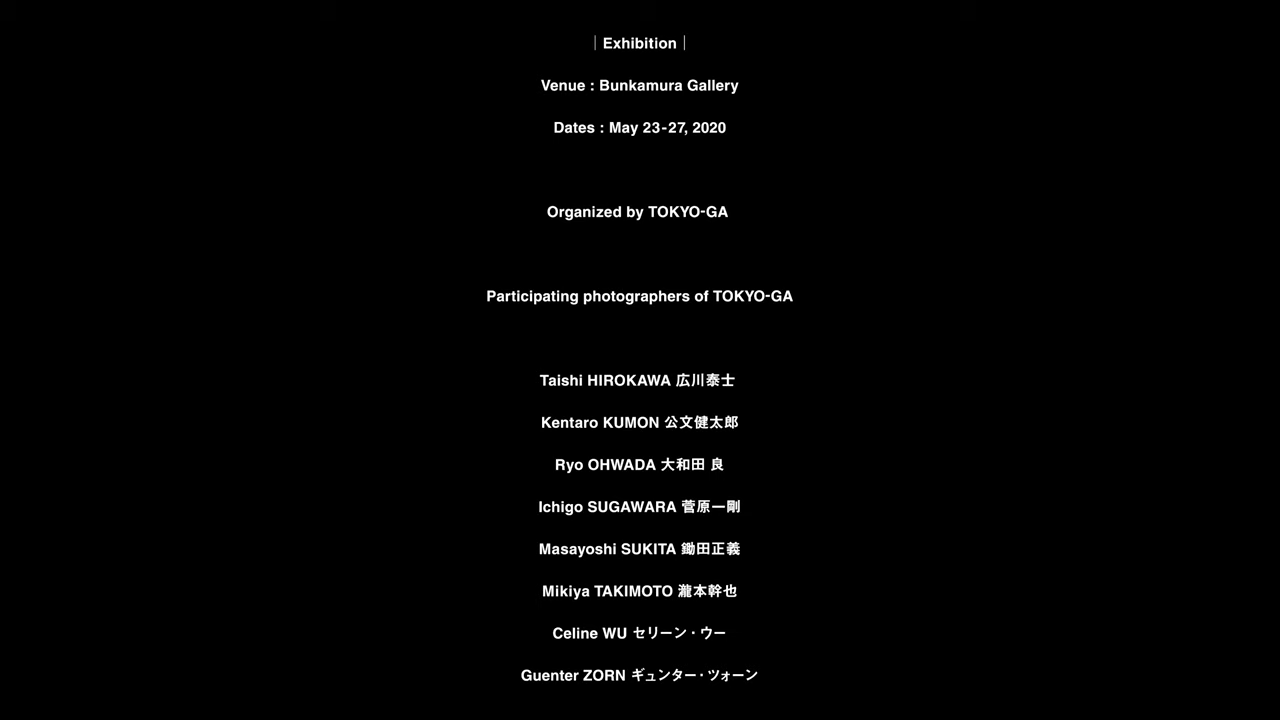 ｜Exhibition｜
Venue : Bunkamura Gallery
Dates : May 23-27, 2020
Organized by TOKYO-GA
Participating photographers of TOKYO-GA
Taishi HIROKAWA 広川泰士
Kentaro KUMON 公文健太郎
Ryo OHWADA 大和田 良
Ichigo SUGAWARA 菅原一剛
Masayoshi SUKITA 鋤田正義
Mikiya TAKIMOTO 瀧本幹也
Celine WU セリーン・ウー
Guenter ZORN ギュンター・ツォーン